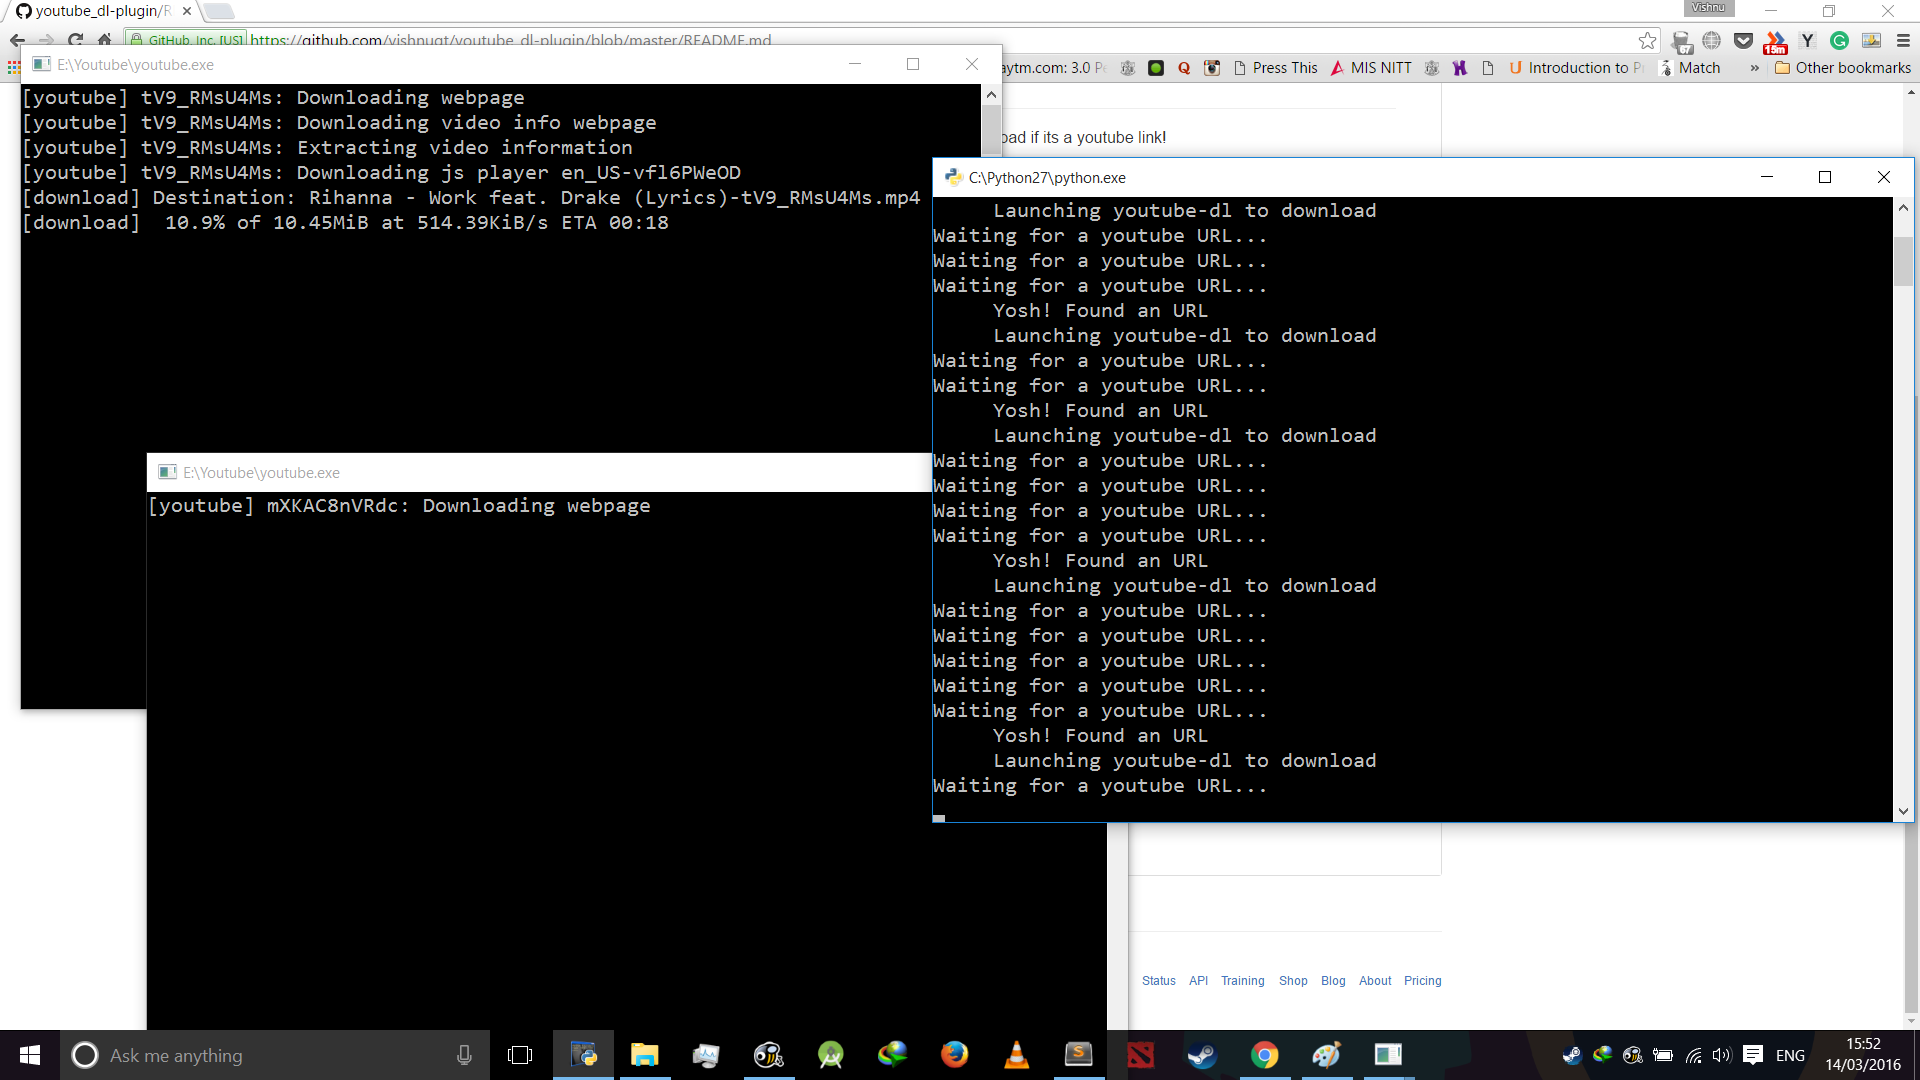 youtube_dl-plugin/R
Vishnu
GitHub, Inc. [US] https://github.com/vishnugt/youtube_dl-plugin/blob/master/README.md
67
15m
Y
aytm.com: 3.0 P
Q
Press This
MIS NITT
Introduction to P
Match
»
Other bookmarks
oad if its a youtube link!
E:\Youtube\youtube.exe
[youtube] tV9_RMsU4Ms: Downloading webpage
[youtube] tV9_RMsU4Ms: Downloading video info webpage
[youtube] tV9_RMsU4Ms: Extracting video information
[youtube] tV9_RMsU4Ms: Downloading js player en_US-vfl6PWeOD
[download] Destination: Rihanna - Work feat. Drake (Lyrics)-tV9_RMsU4Ms.mp4
[download]  10.9% of 10.45MiB at 514.39KiB/s ETA 00:18
E:\Youtube\youtube.exe
[youtube] mXKAC8nVRdc: Downloading webpage
C:\Python27\python.exe
Launching youtube-dl to download
Waiting for a youtube URL...
Waiting for a youtube URL...
Waiting for a youtube URL...
Yosh! Found an URL
Launching youtube-dl to download
Waiting for a youtube URL...
Waiting for a youtube URL...
Yosh! Found an URL
Launching youtube-dl to download
Waiting for a youtube URL...
Waiting for a youtube URL...
Waiting for a youtube URL...
Waiting for a youtube URL...
Yosh! Found an URL
Launching youtube-dl to download
Waiting for a youtube URL...
Waiting for a youtube URL...
Waiting for a youtube URL...
Waiting for a youtube URL...
Waiting for a youtube URL...
Yosh! Found an URL
Launching youtube-dl to download
Waiting for a youtube URL...
Status API Training Shop Blog About Pricing
Ask me anything
ENG
15:52
14/03/2016